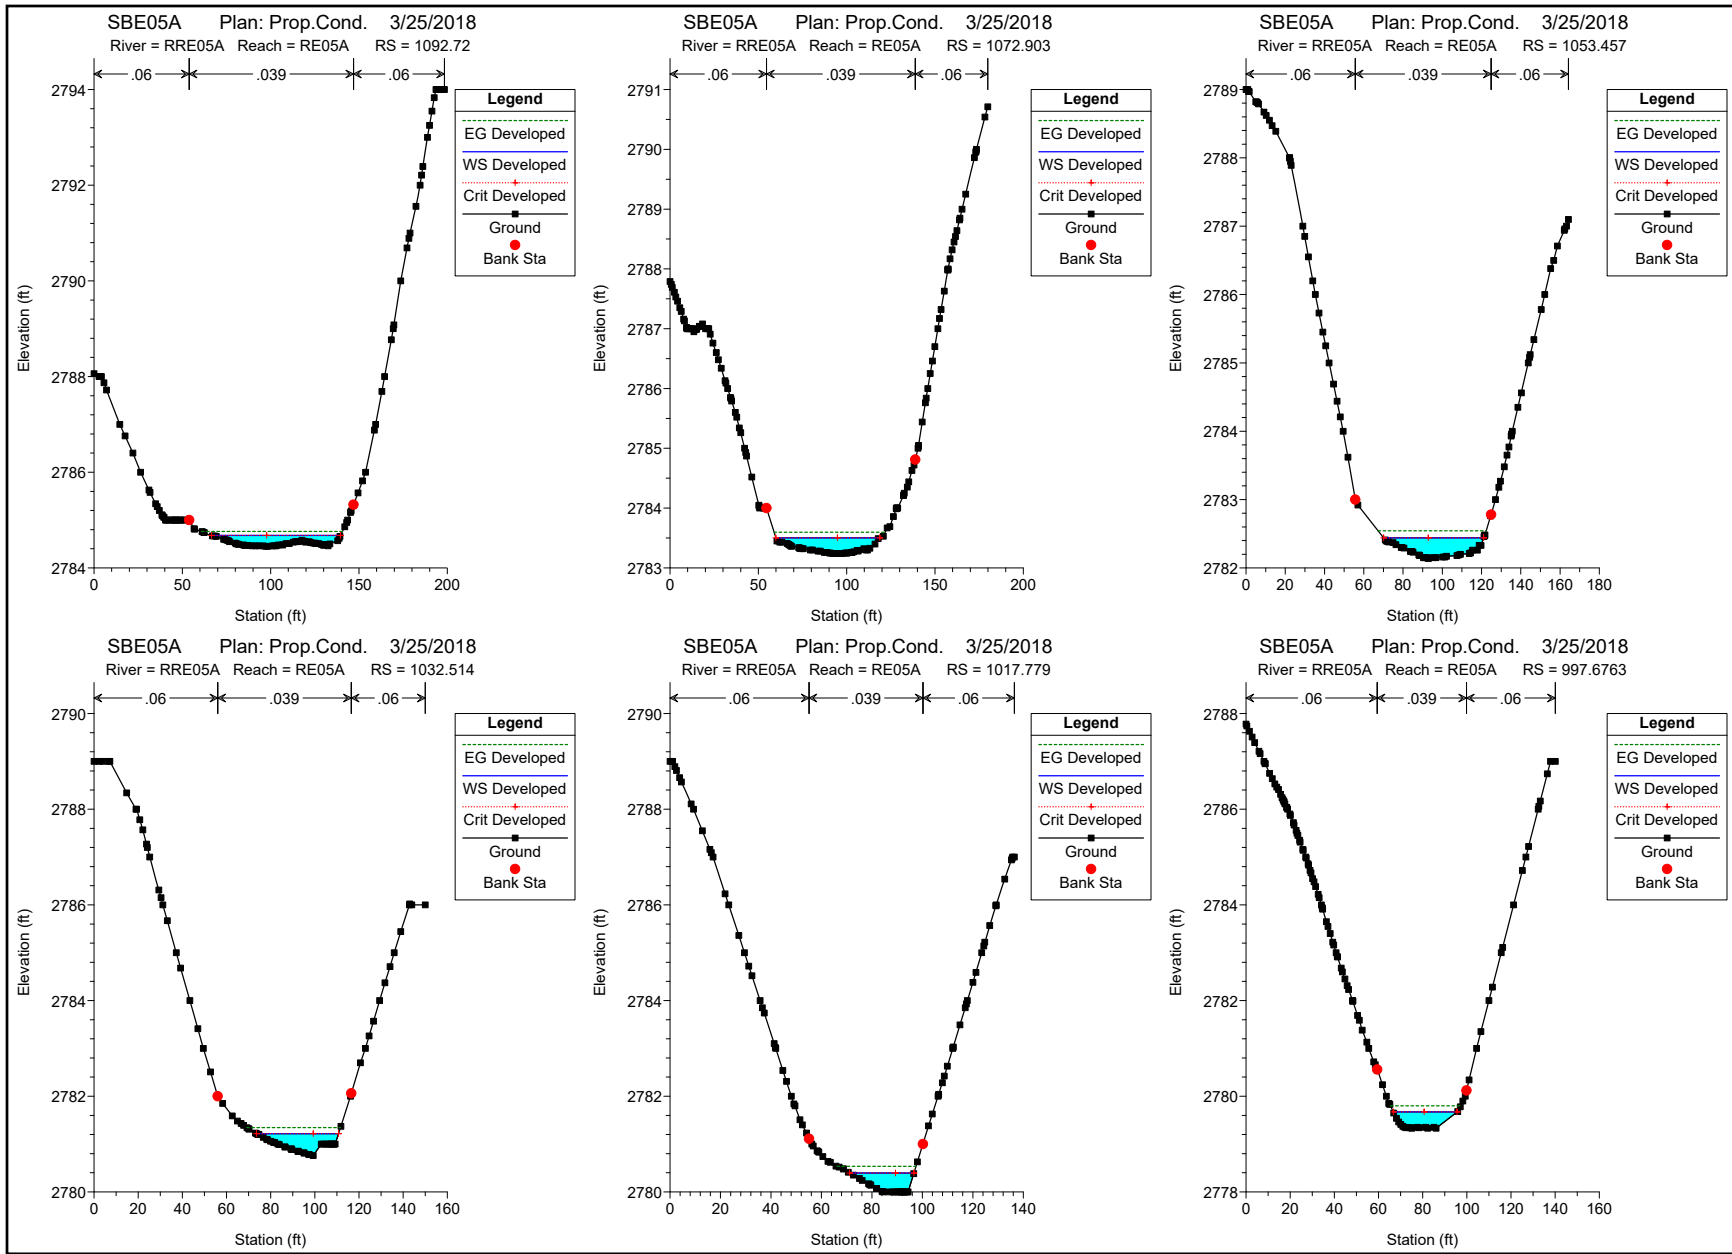 SBE05A Plan: Prop.Cond. 3/25/2018
River = RRE05A Reach = RE05A RS = 1092.72
.06 .039 .06
2794
2792
2790
2788
2786
2784
Elevation (ft)
0 50 100 150 200
Station (ft)
Legend
EG Developed
WS Developed
Crit Developed
Ground
Bank Sta
SBE05A Plan: Prop.Cond. 3/25/2018
River = RRE05A Reach = RE05A RS = 1072.903
.06 .039 .06
2791
2790
2789
2788
2787
2786
2785
2784
2783
Elevation (ft)
0 50 100 150 200
Station (ft)
Legend
EG Developed
WS Developed
Crit Developed
Ground
Bank Sta
SBE05A Plan: Prop.Cond. 3/25/2018
River = RRE05A Reach = RE05A RS = 1053.457
.06 .039 .06
2789
2788
2787
2786
2785
2784
2783
2782
Elevation (ft)
0 20 40 60 80 100 120 140 160 180
Station (ft)
Legend
EG Developed
WS Developed
Crit Developed
Ground
Bank Sta
SBE05A Plan: Prop.Cond. 3/25/2018
River = RRE05A Reach = RE05A RS = 1032.514
.06 .039 .06
2790
2788
2786
2784
2782
2780
Elevation (ft)
0 20 40 60 80 100 120 140 160
Station (ft)
Legend
EG Developed
WS Developed
Crit Developed
Ground
Bank Sta
SBE05A Plan: Prop.Cond. 3/25/2018
River = RRE05A Reach = RE05A RS = 1017.779
.06 .039 .06
2790
2788
2786
2784
2782
2780
Elevation (ft)
0 20 40 60 80 100 120 140
Station (ft)
Legend
EG Developed
WS Developed
Crit Developed
Ground
Bank Sta
SBE05A Plan: Prop.Cond. 3/25/2018
River = RRE05A Reach = RE05A RS = 997.6763
.06 .039 .06
2788
2786
2784
2782
2780
2778
Elevation (ft)
0 20 40 60 80 100 120 140 160
Station (ft)
Legend
EG Developed
WS Developed
Crit Developed
Ground
Bank Sta